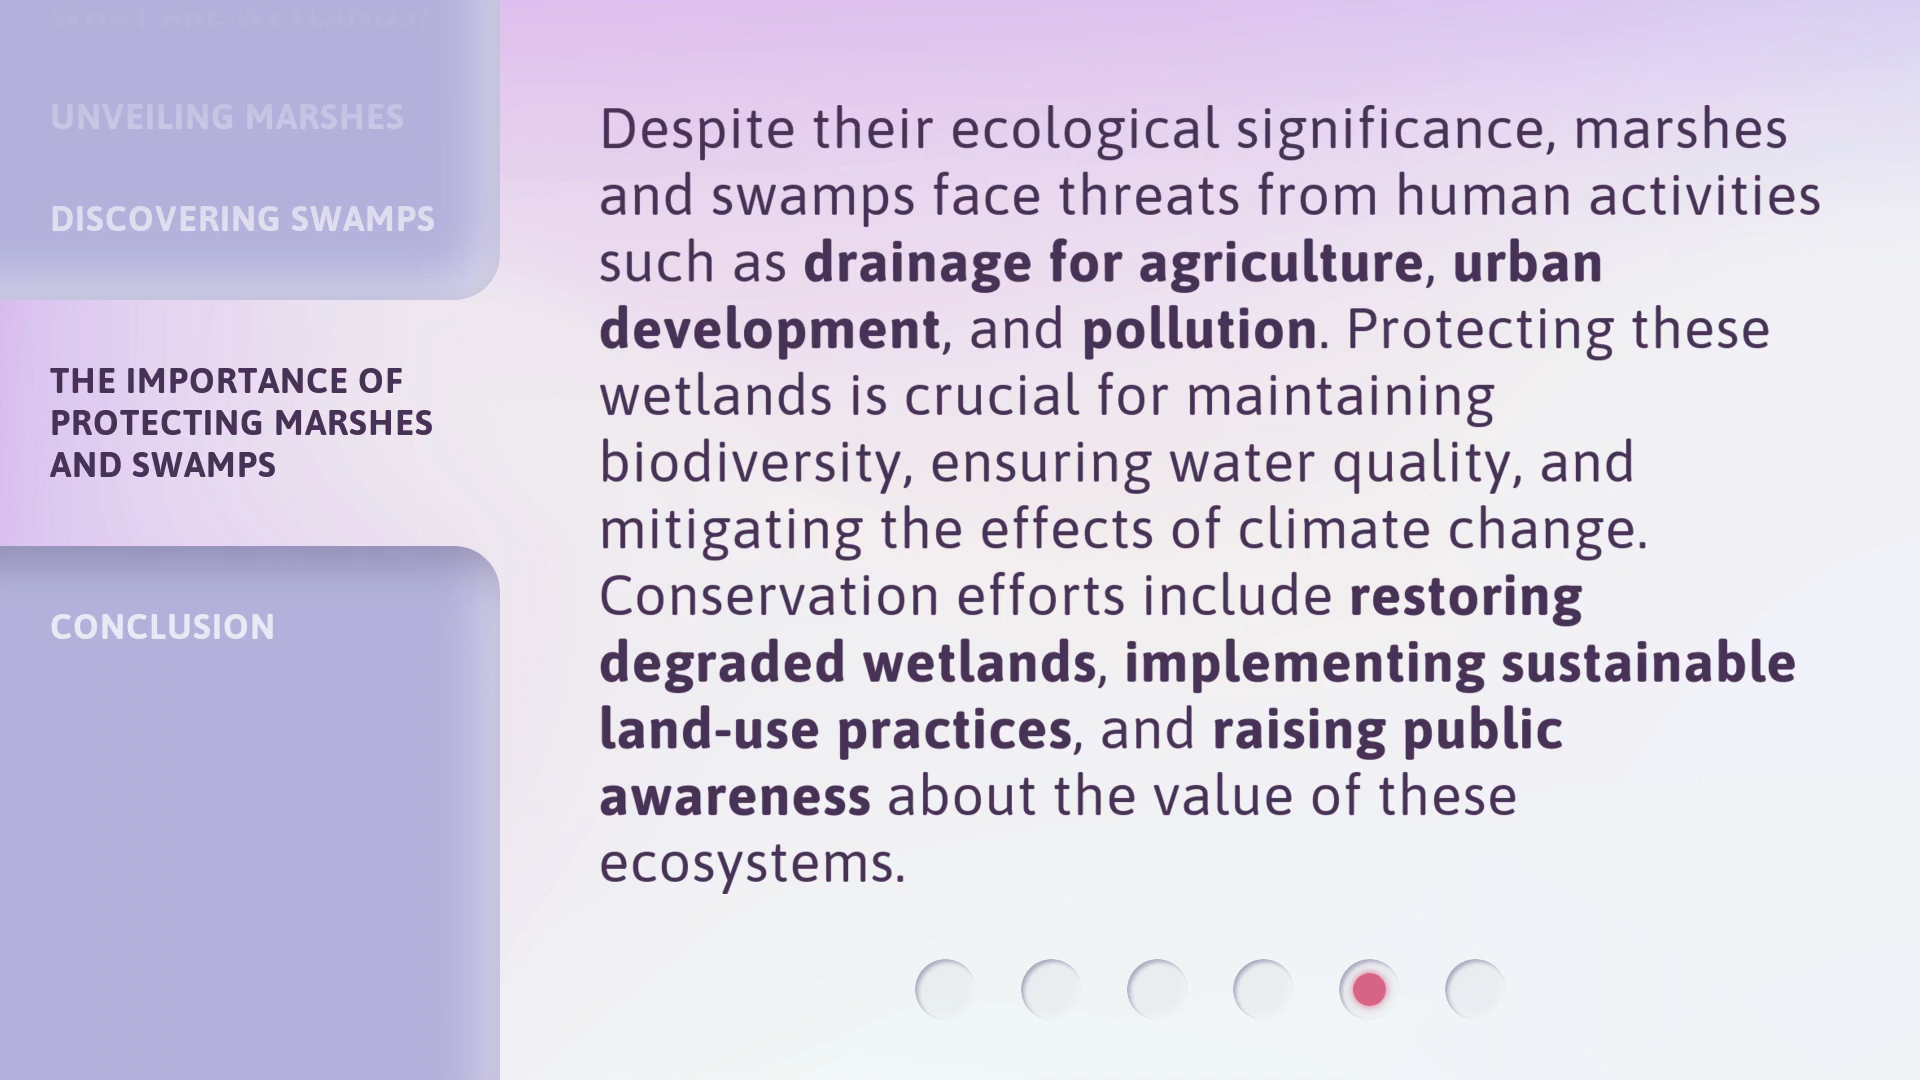 WHAT ARE WETLANDS?
UNVEILING MARSHES
DISCOVERING SWAMPS
THE IMPORTANCE OF
PROTECTING MARSHES
AND SWAMPS
CONCLUSION
Despite their ecological significance, marshes
and swamps face threats from human activities
such as drainage for agriculture, urban
development, and pollution. Protecting these
wetlands is crucial for maintaining
biodiversity, ensuring water quality, and
mitigating the effects of climate change.
Conservation efforts include restoring
degraded wetlands, implementing sustainable
land-use practices, and raising public
awareness about the value of these
ecosystems.